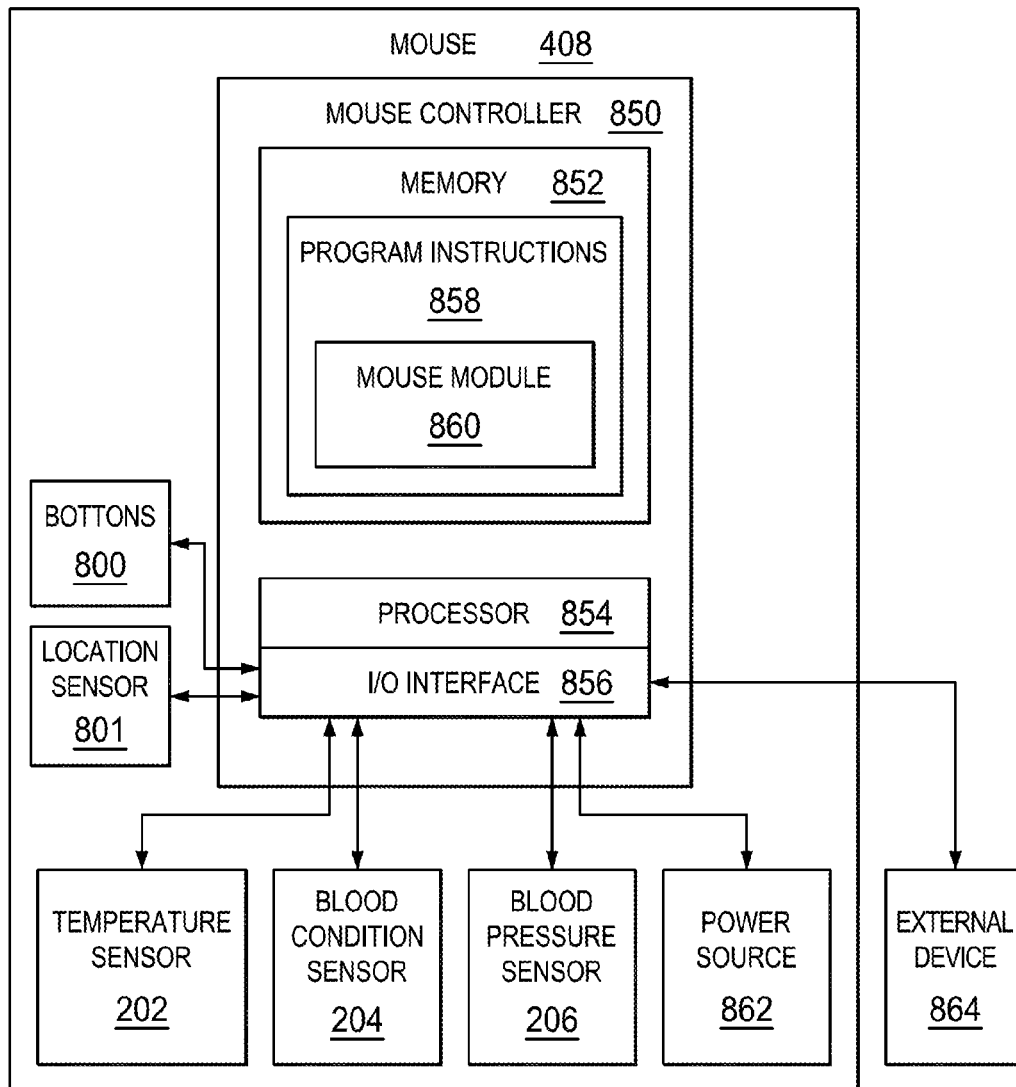 MOUSE 408
MOUSE CONTROLLER 850
MEMORY 852
PROGRAM INSTRUCTIONS
858
MOUSE MODULE
860
BOTTONS
800
LOCATION
SENSOR
801
PROCESSOR 854
I/O INTERFACE 856
TEMPERATURE
SENSOR
202
BLOOD
CONDITION
SENSOR
204
BLOOD
PRESSURE
SENSOR
206
POWER
SOURCE
862
EXTERNAL
DEVICE
864